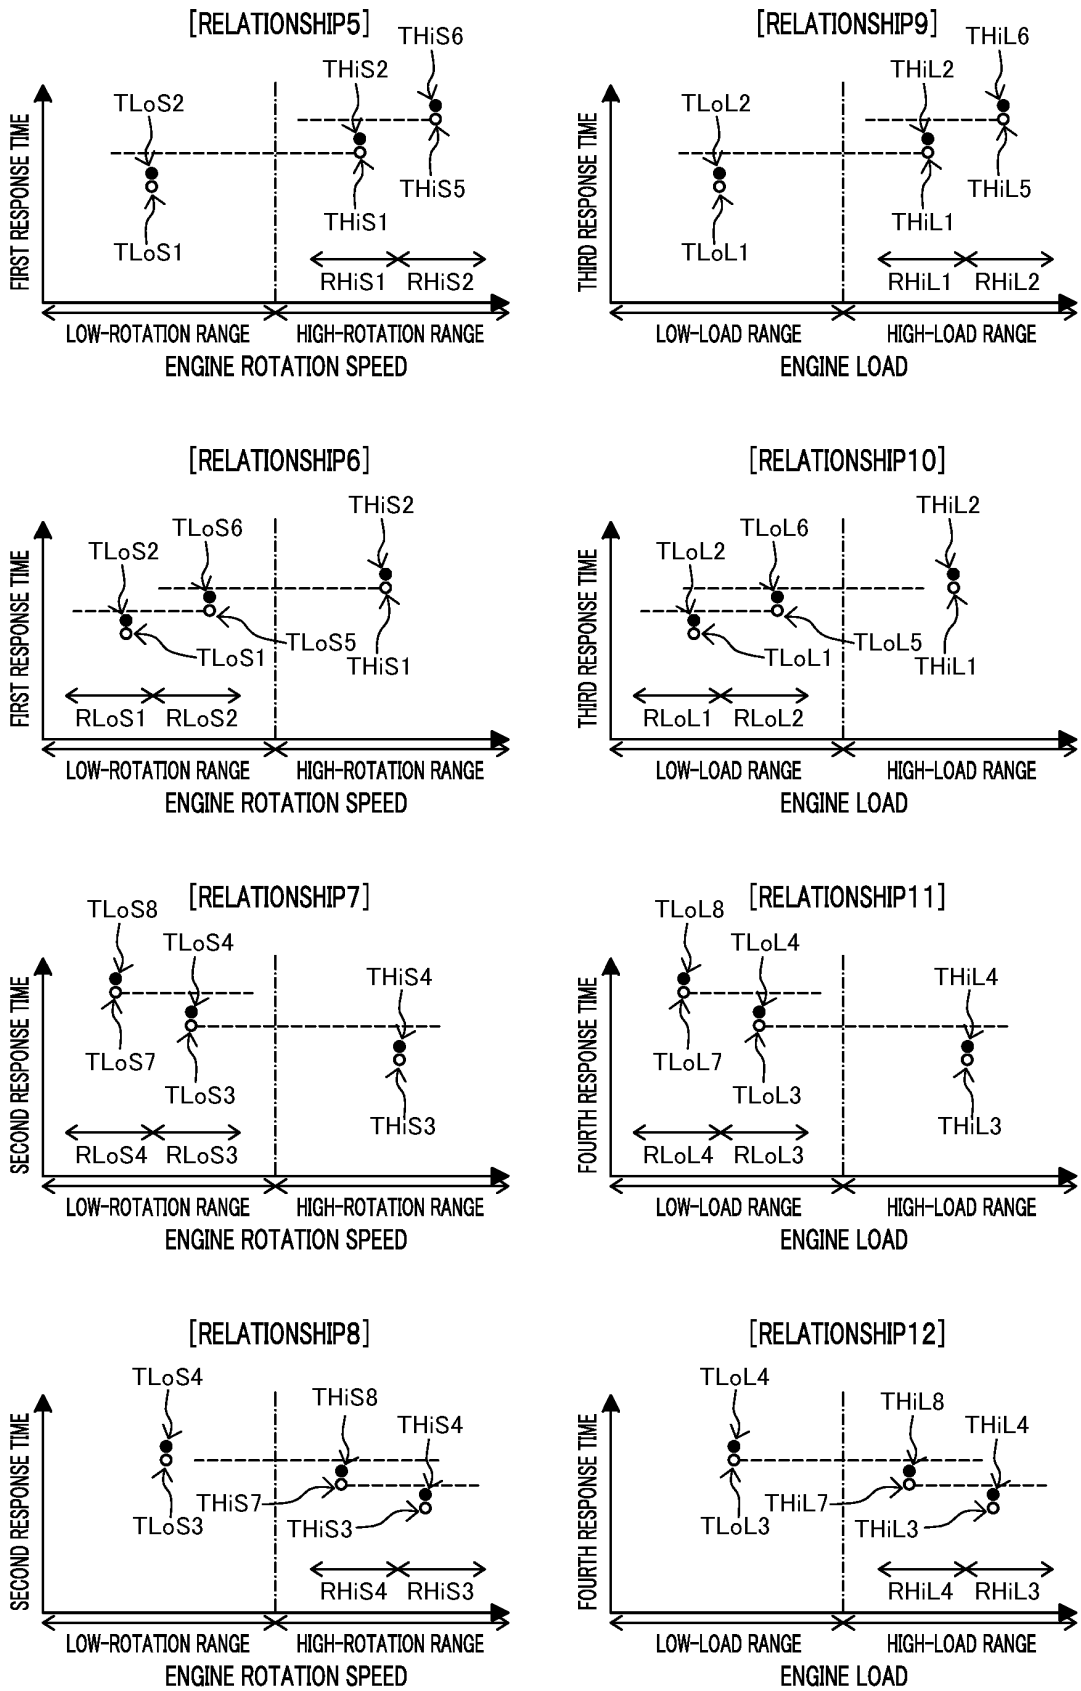 [RELATIONSHIP5]
THiS6
THiS2
TLoS2
FIRST RESPONSE TIME
THiS5
THiS1
TLoS1
RHiS1
RHiS2
LOW-ROTATION RANGE
HIGH-ROTATION RANGE
ENGINE ROTATION SPEED
[RELATIONSHIP9]
THiL6
THiL2
TLoL2
THIRD RESPONSE TIME
THiL5
THiL1
TLoL1
RHiL1
RHiL2
LOW-LOAD RANGE
HIGH-LOAD RANGE
ENGINE LOAD
[RELATIONSHIP6]
THiS2
TLoS6
TLoS2
FIRST RESPONSE TIME
TLoS5
TLoS1
THiS1
RLoS1
RLoS2
LOW-ROTATION RANGE
HIGH-ROTATION RANGE
ENGINE ROTATION SPEED
[RELATIONSHIP10]
THiL2
TLoL6
TLoL2
THIRD RESPONSE TIME
TLoL5
TLoL1
THiL1
RLoL1
RLoL2
LOW-LOAD RANGE
HIGH-LOAD RANGE
ENGINE LOAD
[RELATIONSHIP7]
TLoS8
TLoS4
THiS4
SECOND RESPONSE TIME
TLoS7
TLoS3
THiS3
RLoS4
RLoS3
LOW-ROTATION RANGE
HIGH-ROTATION RANGE
ENGINE ROTATION SPEED
[RELATIONSHIP11]
TLoL8
TLoL4
THiL4
FOURTH RESPONSE TIME
TLoL7
TLoL3
THiL3
RLoL4
RLoL3
LOW-LOAD RANGE
HIGH-LOAD RANGE
ENGINE LOAD
[RELATIONSHIP8]
TLoS4
THiS8
THiS4
SECOND RESPONSE TIME
THiS7
TLoS3
THiS3
RHiS4
RHiS3
LOW-ROTATION RANGE
HIGH-ROTATION RANGE
ENGINE ROTATION SPEED
[RELATIONSHIP12]
TLoL4
THiL8
THiL4
FOURTH RESPONSE TIME
THiL7
TLoL3
THiL3
RHiL4
RHiL3
LOW-LOAD RANGE
HIGH-LOAD RANGE
ENGINE LOAD